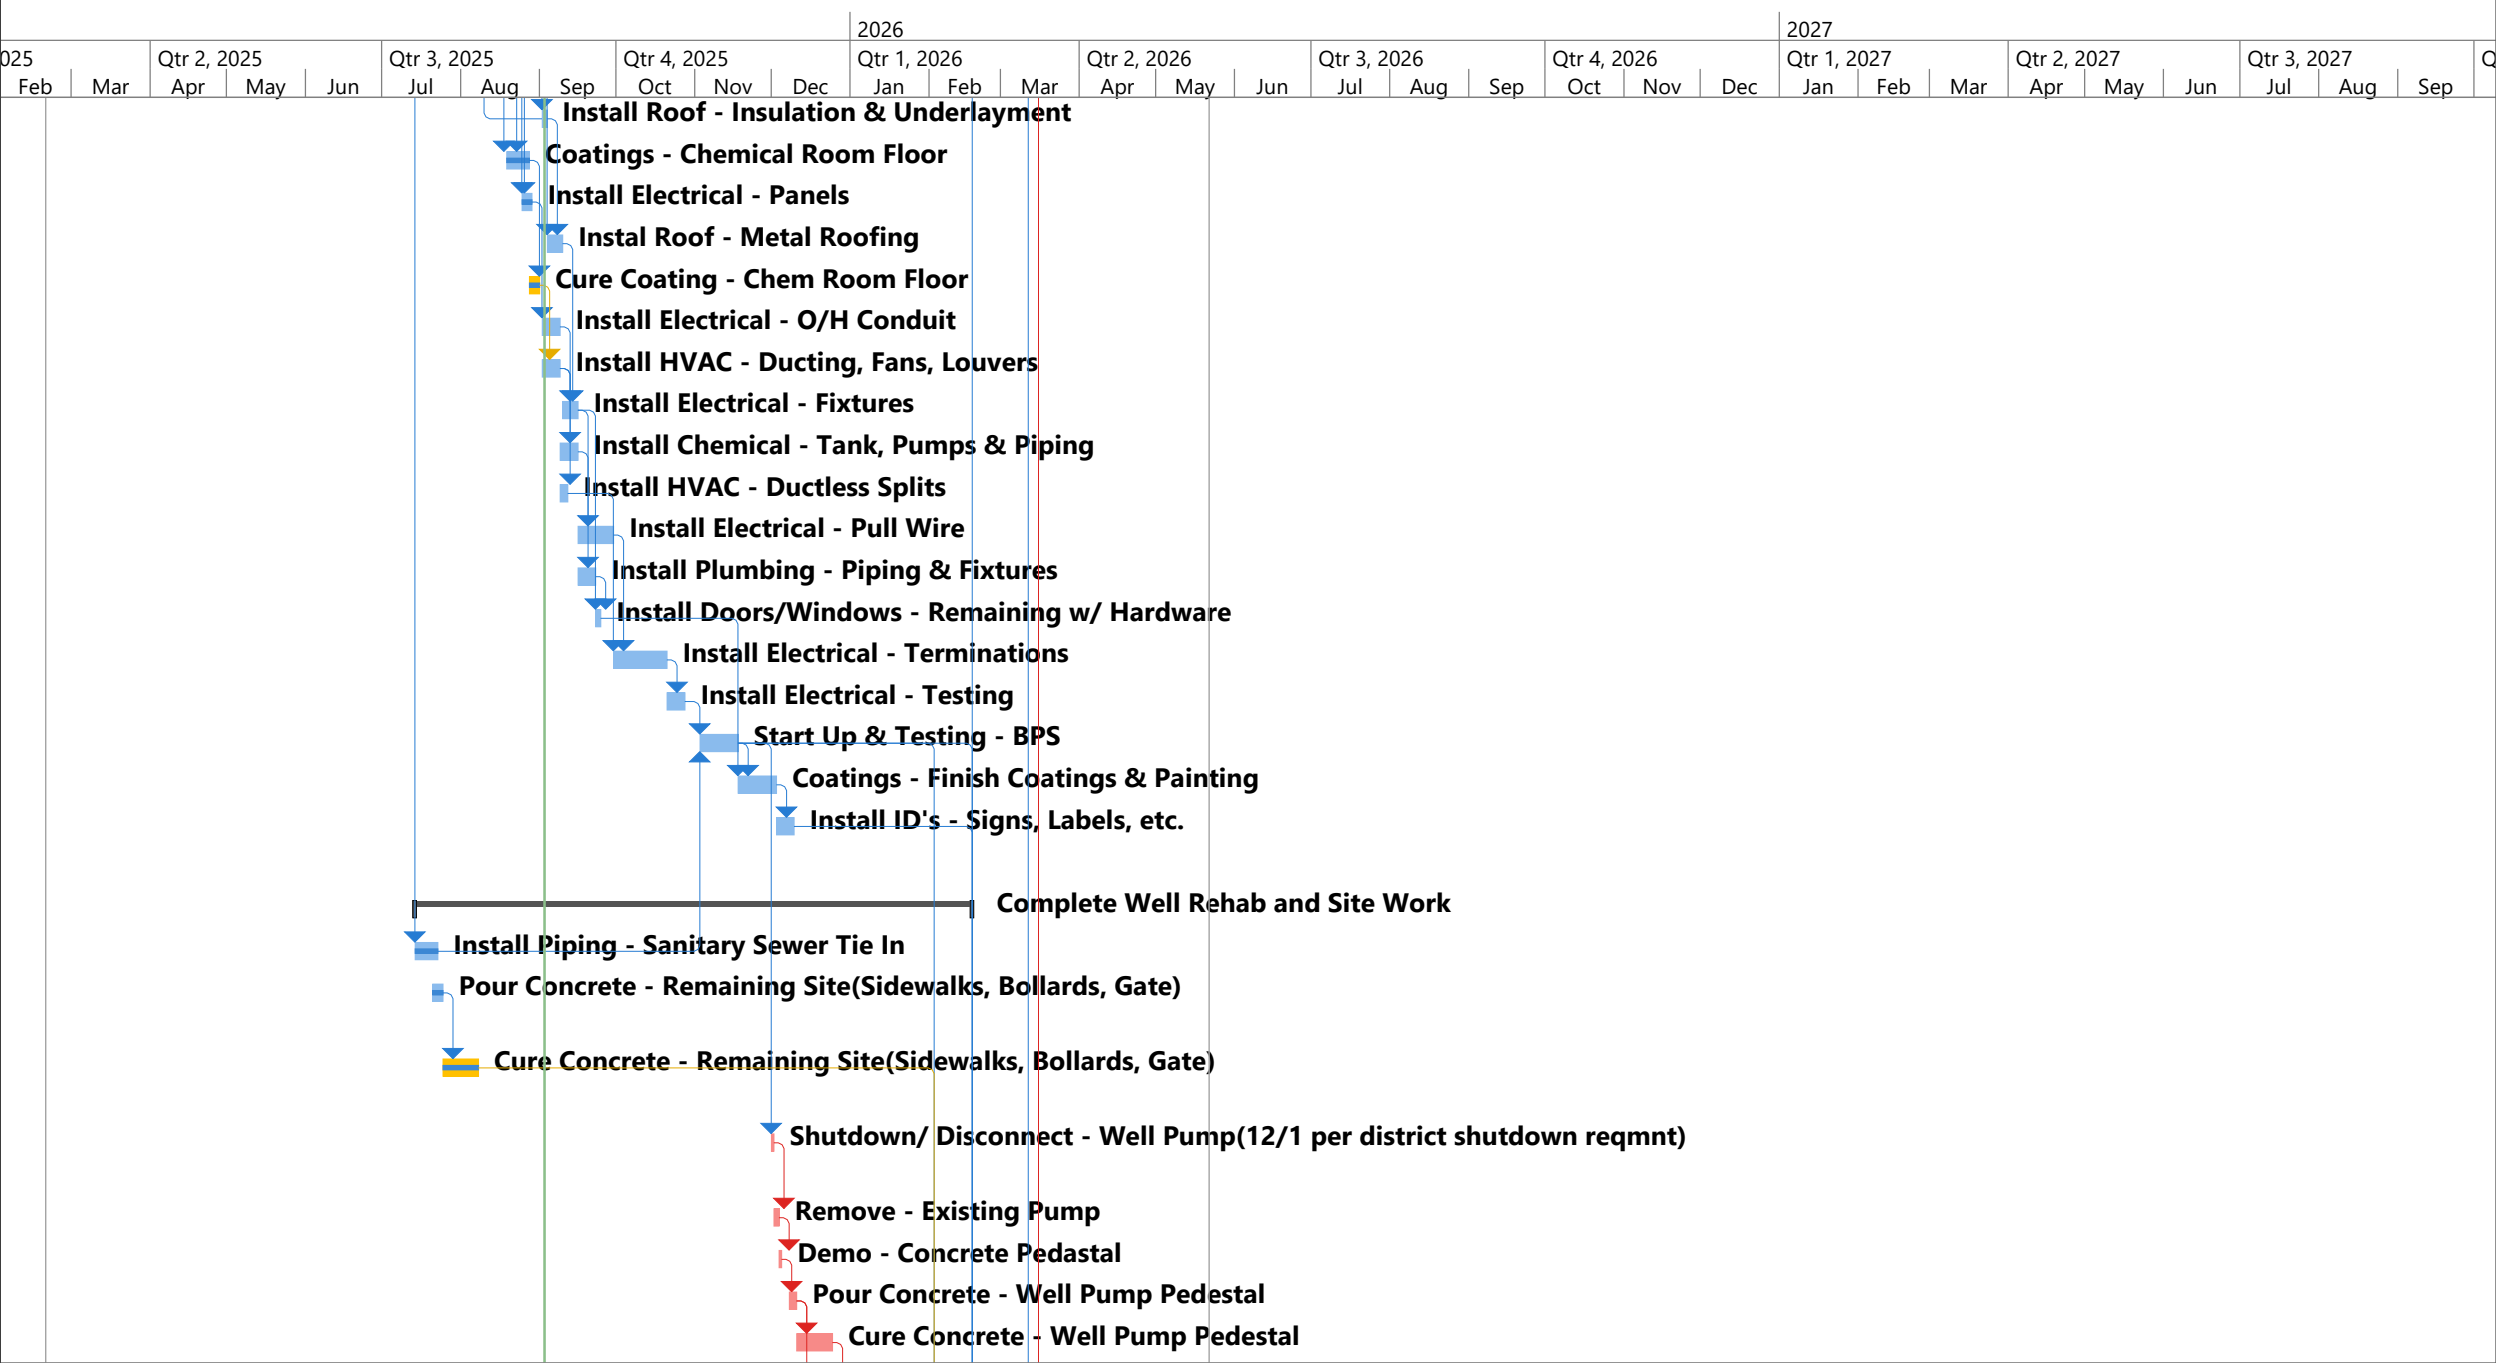 2026 2027
025 Qtr 2, 2025 Qtr 3, 2025 Qtr 4, 2025 Qtr 1, 2026 Qtr 2, 2026 Qtr 3, 2026 Qtr 4, 2026 Qtr 1, 2027 Qtr 2, 2027 Qtr 3, 2027 Q
Feb Mar Apr May Jun Jul Aug Sep Oct Nov Dec Jan Feb Mar Apr May Jun Jul Aug Sep Oct Nov Dec Jan Feb Mar Apr May Jun Jul Aug Sep
Install Roof - Insulation & Underlayment
Coatings - Chemical Room Floor
Install Electrical - Panels
Instal Roof - Metal Roofing
Cure Coating - Chem Room Floor
Install Electrical - O/H Conduit
Install HVAC - Ducting, Fans, Louvers
Install Electrical - Fixtures
Install Chemical - Tank, Pumps & Piping
Install HVAC - Ductless Splits
Install Electrical - Pull Wire
Install Plumbing - Piping & Fixtures
Install Doors/Windows - Remaining w/ Hardware
Install Electrical - Terminations
Install Electrical - Testing
Start Up & Testing - BPS
Coatings - Finish Coatings & Painting
Install ID's - Signs, Labels, etc.
Complete Well Rehab and Site Work
Install Piping - Sanitary Sewer Tie In
Pour Concrete - Remaining Site(Sidewalks, Bollards, Gate)
Cure Concrete - Remaining Site(Sidewalks, Bollards, Gate)
Shutdown/ Disconnect - Well Pump(12/1 per district shutdown reqmnt)
Remove - Existing Pump
Demo - Concrete Pedastal
Pour Concrete - Well Pump Pedestal
Cure Concrete - Well Pump Pedestal